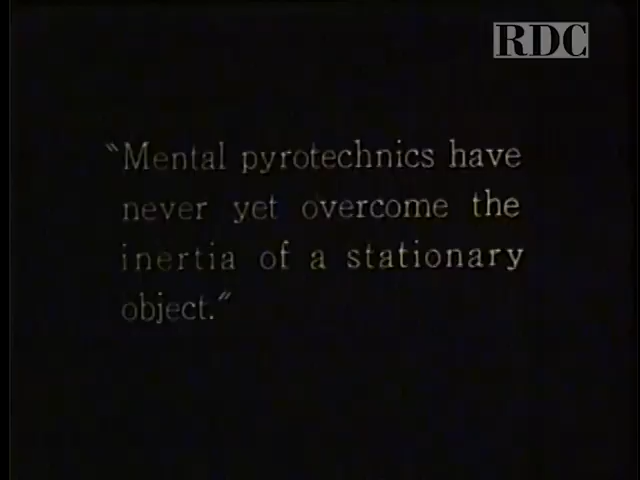 RDC
“Mental pyrotechnics have
never yet overcome the
inertia of a stationary
object.”